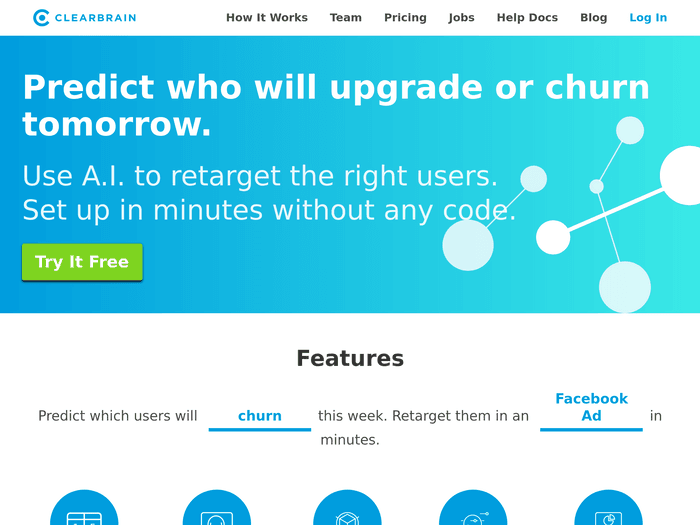 CLEARBRAIN
How It Works Team Pricing Jobs Help Docs Blog Log In
Predict who will upgrade or churn
tomorrow.
Use A.I. to retarget the right users.
Set up in minutes without any code.
Try It Free
Features
Predict which users will churn this week. Retarget them in an Facebook Ad in
minutes.